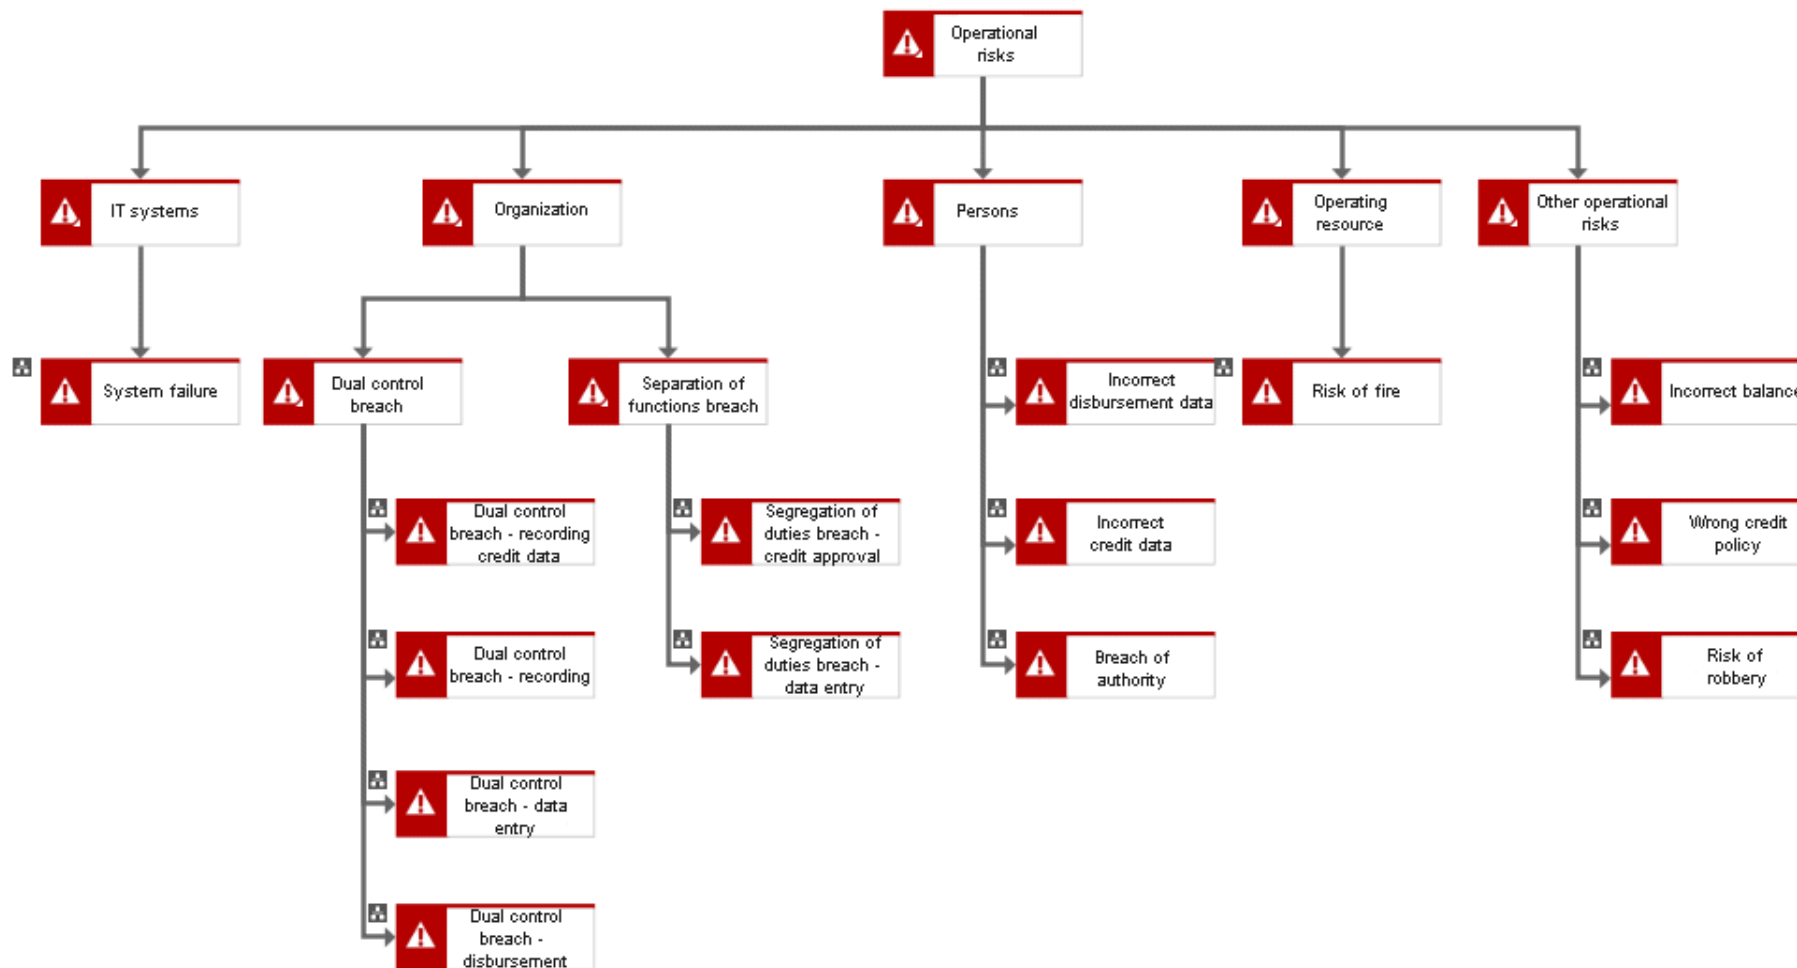 Operational
risks
IT systems
Organization
Persons
Operating
resource
Other operational
risks
System failure
Dual control
breach
Separation of
functions breach
Incorrect
disbursement data
Risk of fire
Incorrect balance
Dual control
breach - recording
credit data
Segregation of
duties breach -
credit approval
Incorrect
credit data
Wrong credit
policy
Dual control
breach - recording
Segregation of
duties breach -
data entry
Breach of
authority
Risk of
robbery
Dual control
breach - data
entry
Dual control
breach -
disbursement